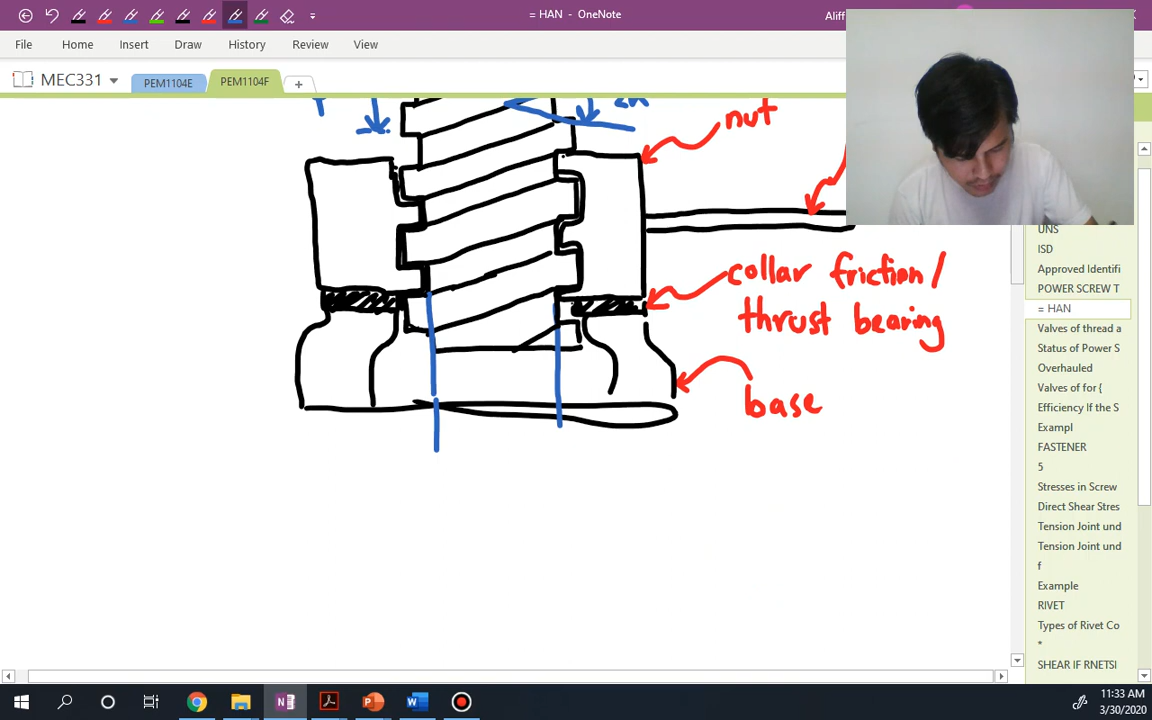 = HAN - OneNote
Aliff
File Home Insert Draw History Review View
MEC331
PEM1104E
PEM1104F
nut
collar friction /
thrust bearing
base
UNS
ISD
Approved Identifi
POWER SCREW T
= HAN
Valves of thread a
Status of Power S
Overhauled
Valves of for {
Efficiency If the S
Exampl
FASTENER
5
Stresses in Screw
Direct Shear Stres
Tension Joint und
Tension Joint und
f
Example
RIVET
Types of Rivet Co
*
SHEAR IF RNETSI
11:33 AM
3/30/2020